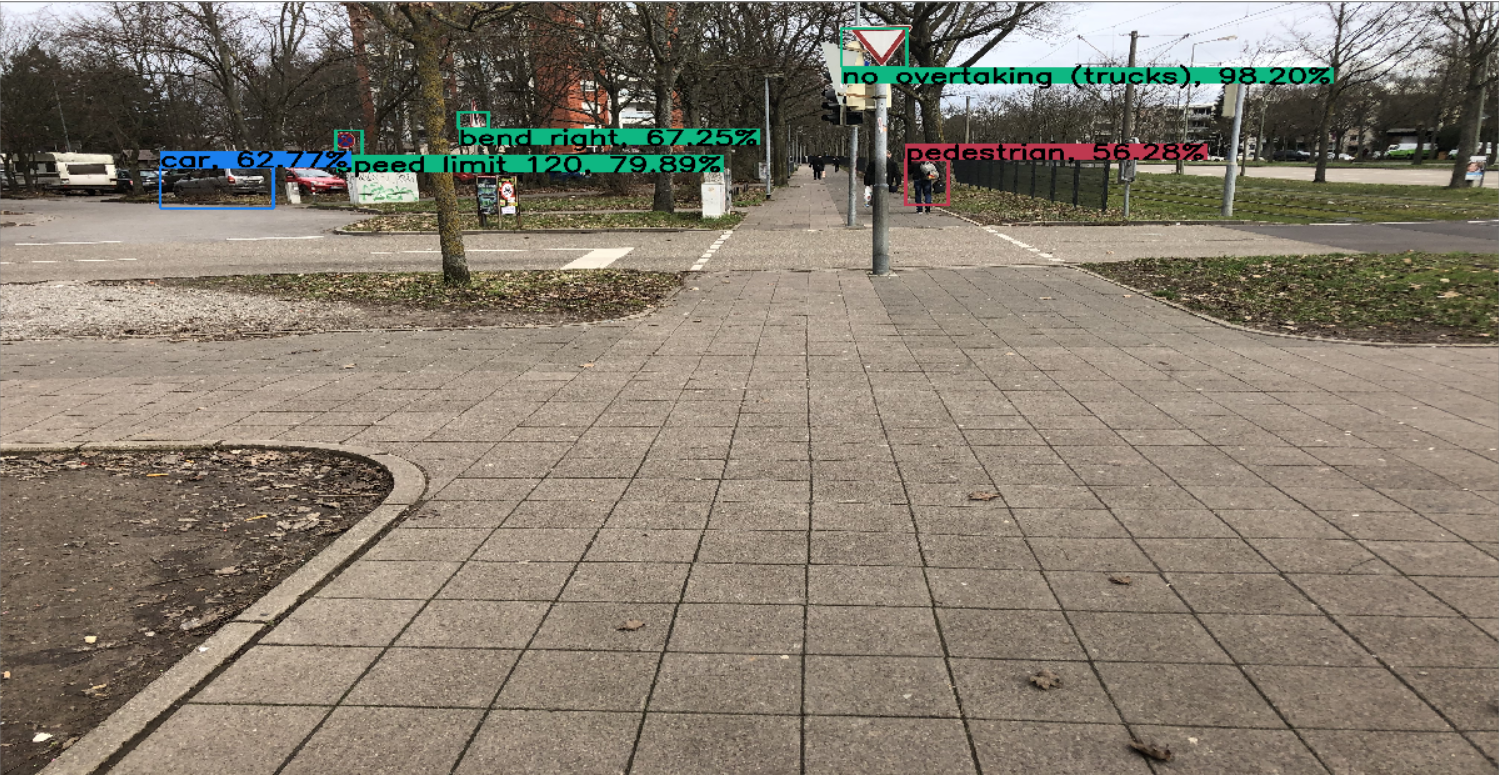 no overtaking (trucks), 98.20%
bend right, 67.25%
pedestrian, 56.28%
car, 62.77%
speed limit 120, 79.89%